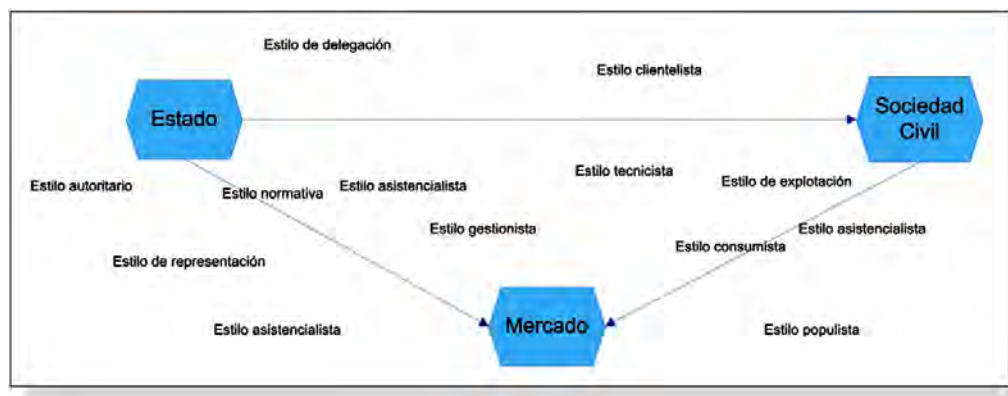 Estilo de delegación
Estilo clientelista
Estado
Sociedad
Civil
Estilo autoritario
Estilo normativa
Estilo asistencialista
Estilo tecnicista
Estilo de explotación
Estilo gestionista
Estilo consumista
Estilo asistencialista
Estilo de representación
Mercado
Estilo asistencialista
Estilo populista